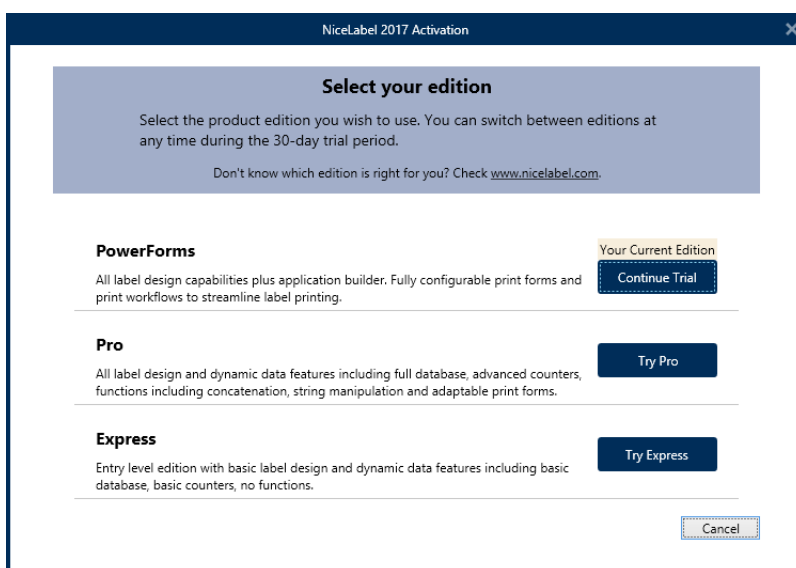 NiceLabel 2017 Activation
Select your edition
Select the product edition you wish to use. You can switch between editions at
any time during the 30-day trial period.
Don't know which edition is right for you? Check www.nicelabel.com.
PowerForms
Your Current Edition
All label design capabilities plus application builder. Fully configurable print forms and
print workflows to streamline label printing.
Continue Trial
Pro
All label design and dynamic data features including full database, advanced counters,
functions including concatenation, string manipulation and adaptable print forms.
Try Pro
Express
Entry level edition with basic label design and dynamic data features including basic
database, basic counters, no functions.
Try Express
Cancel